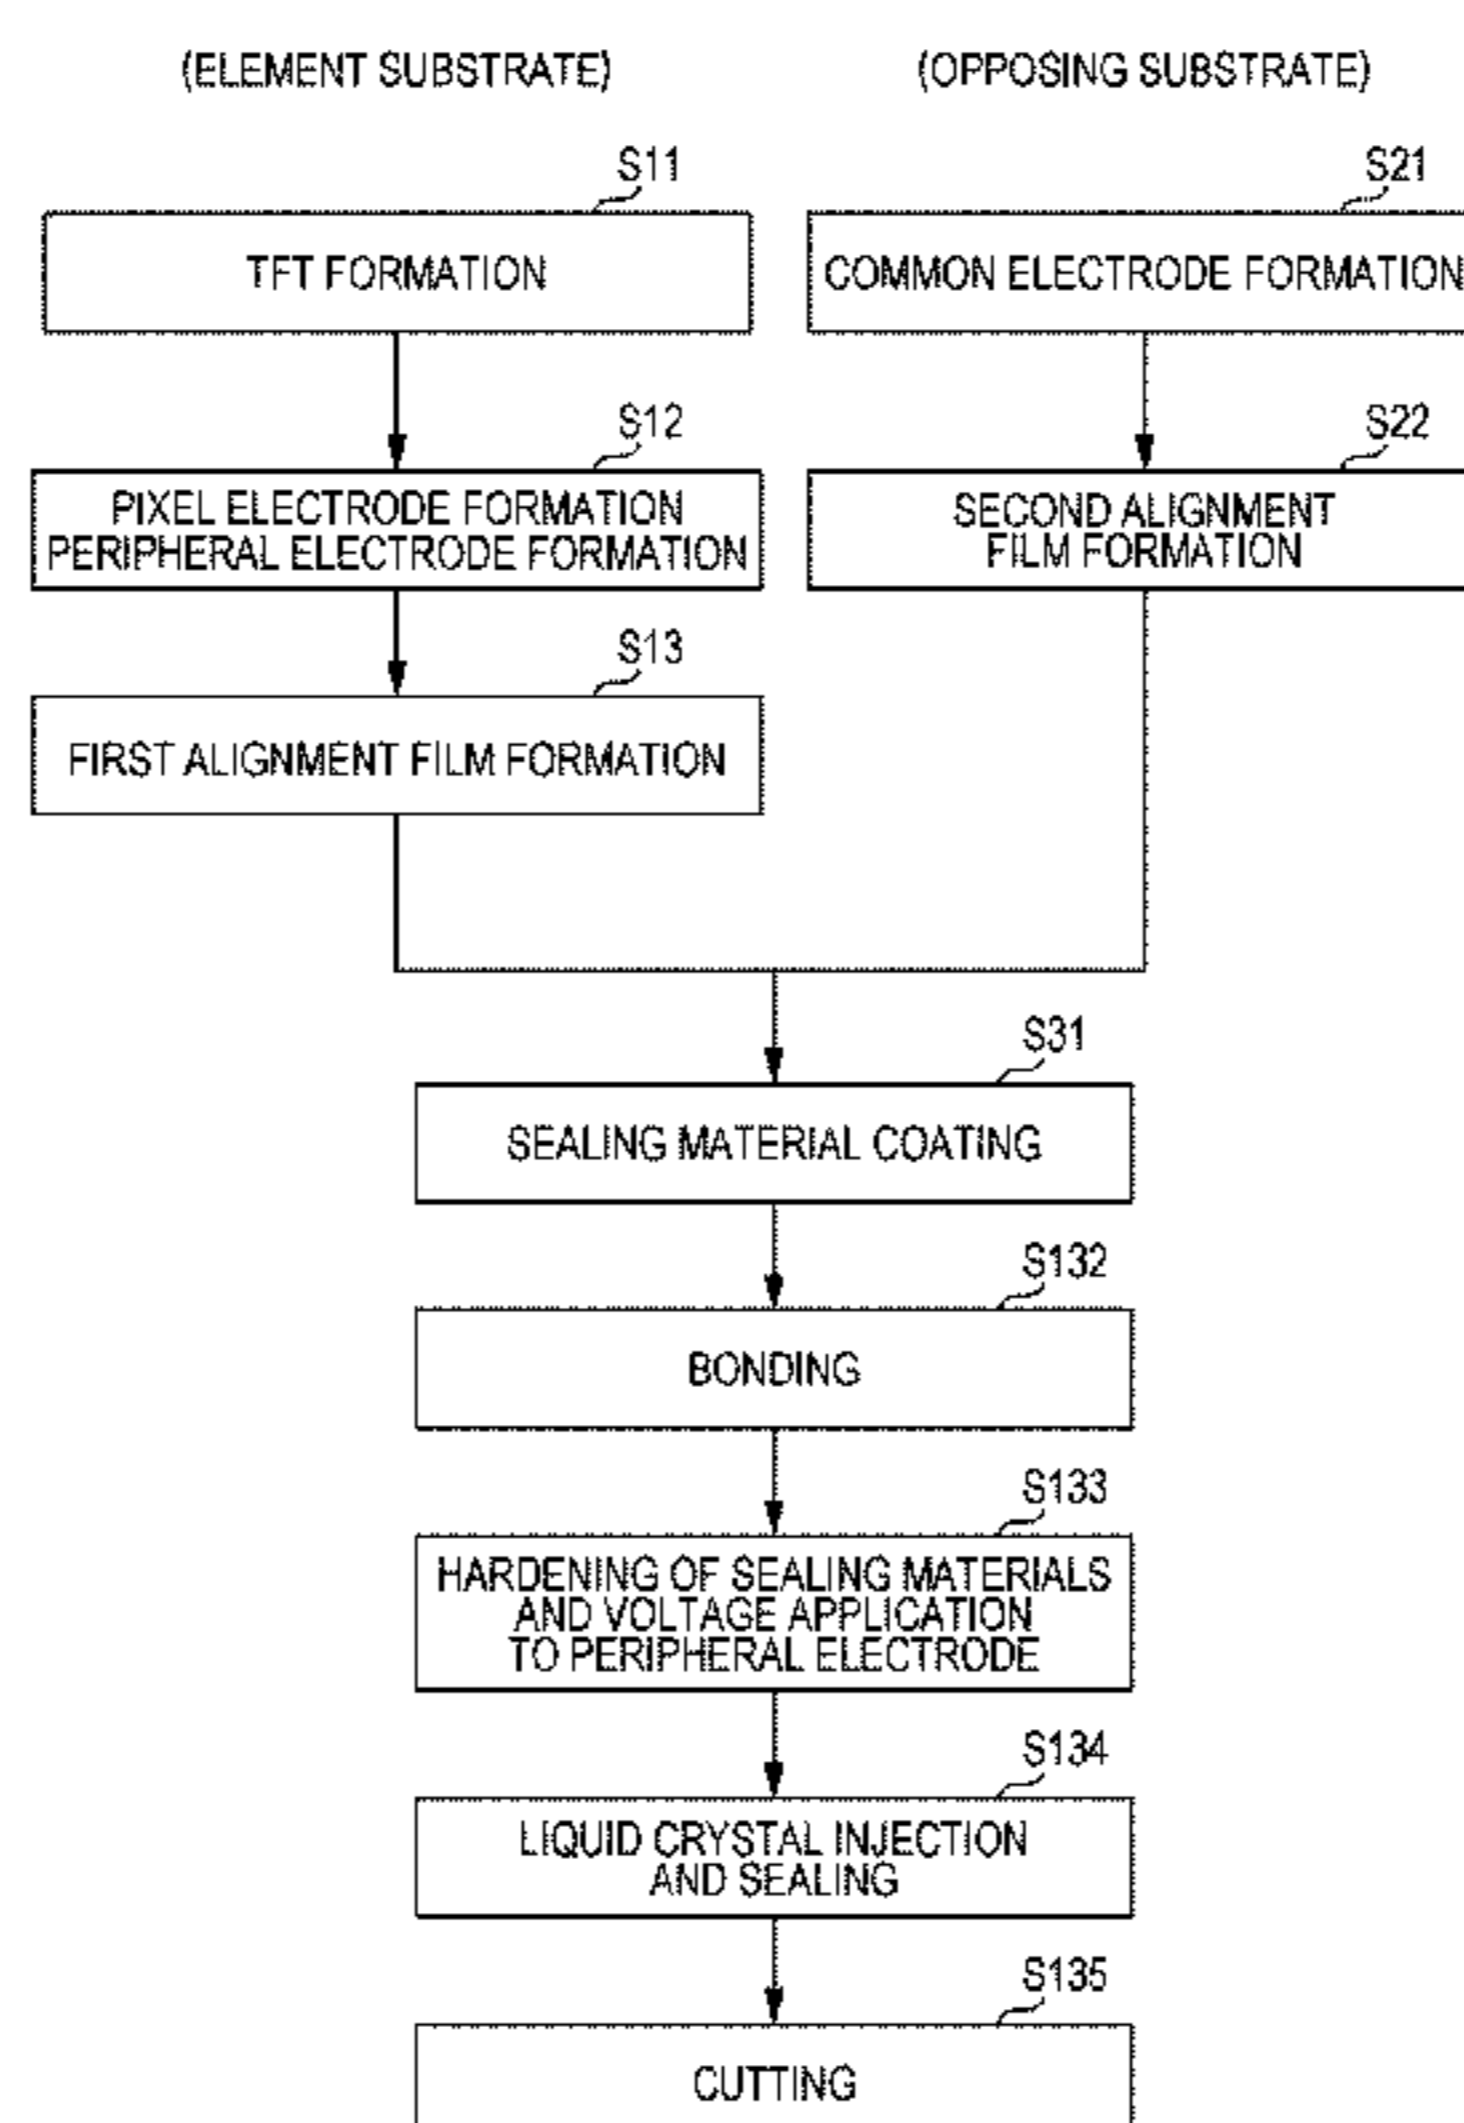 (ELEMENT SUBSTRATE)
(OPPOSING SUBSTRATE)
S11
S21
TFT FORMATION
COMMON ELECTRODE FORMATION
S12
S22
PIXEL ELECTRODE FORMATION
PERIPHERAL ELECTRODE FORMATION
SECOND ALIGNMENT
FILM FORMATION
S13
FIRST ALIGNMENT FILM FORMATION
S31
SEALING MATERIAL COATING
S132
BONDING
S133
HARDENING OF SEALING MATERIALS
AND VOLTAGE APPLICATION
TO PERIPHERAL ELECTRODE
S134
LIQUID CRYSTAL INJECTION
AND SEALING
S135
CUTTING